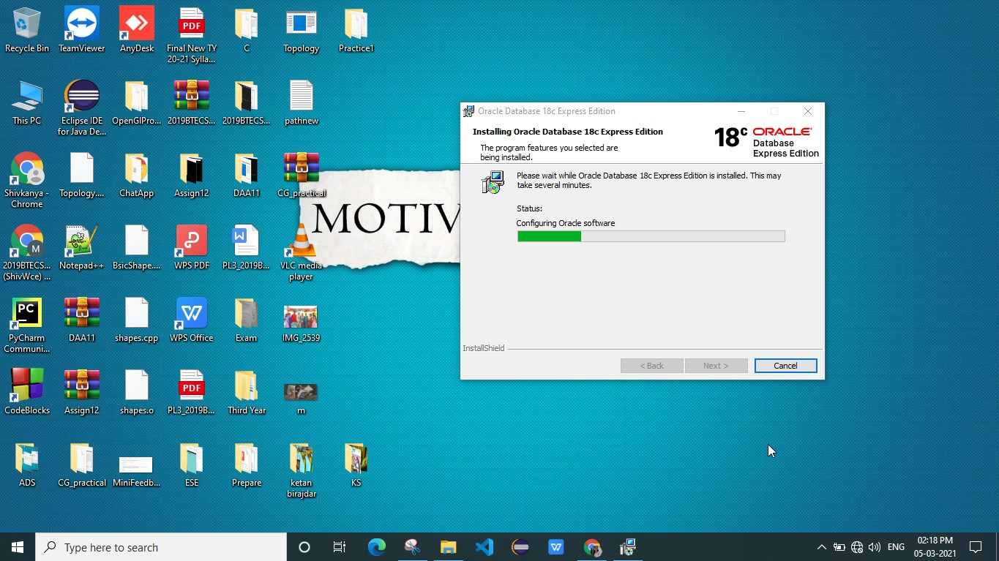 Recycle Bin
TeamViewer
AnyDesk
PDF
Final New TY
20-21 Sylla...
C
Topology
Practice1
This PC
Eclipse IDE
for Java De...
OpenGlPro...
2019BTECS...
2019BTECS...
pathnew
Shivkanya -
Chrome
Topology....
ChatApp
Assign12
DAA11
CG_practical
MOTIV
M
2019BTECS...
(ShivWce) ...
Notepad++
BsicShape....
WPS PDF
W
PL3_2019B...
VLC media
player
PC
PyCharm
Communi...
DAA11
shapes.cpp
W
WPS Office
Exam
IMG_2539
CodeBlocks
Assign12
shapes.o
PDF
PL3_2019B...
Third Year
m
ADS
CG_practical
MiniFeedb...
ESE
Prepare
ketan
birajdar
KS
Oracle Database 18c Express Edition
Installing Oracle Database 18c Express Edition
The program features you selected are
being installed.
18c ORACLE
Database
Express Edition
Please wait while Oracle Database 18c Express Edition is installed. This may
take several minutes.
Status:
Configuring Oracle software
InstallShield
< Back
Next >
Cancel
Type here to search
W
ENG
02:18 PM
05-03-2021